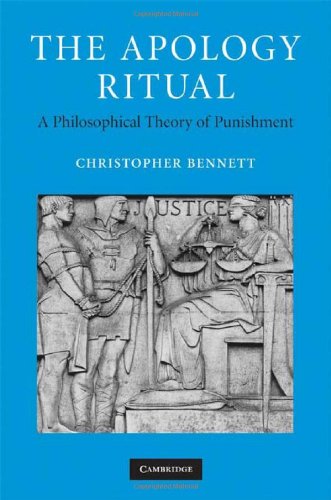 THE APOLOGY
RITUAL
A Philosophical Theory of Punishment
CHRISTOPHER BENNETT
JUSTICE
CAMBRIDGE